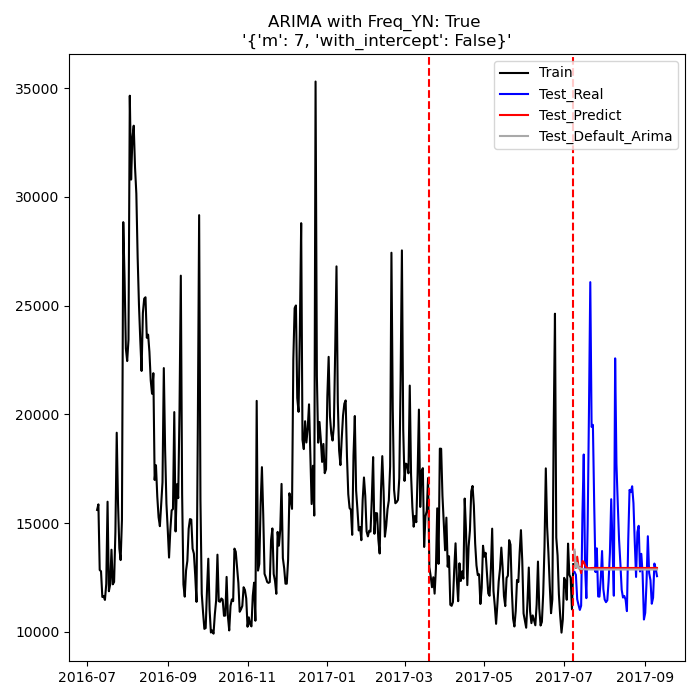 ARIMA with Freq_YN: True
'{'m': 7, 'with_intercept': False}'
Train
Test_Real
Test_Predict
Test_Default_Arima
35000
30000
25000
20000
15000
10000
2016-07 2016-09 2016-11 2017-01 2017-03 2017-05 2017-07 2017-09